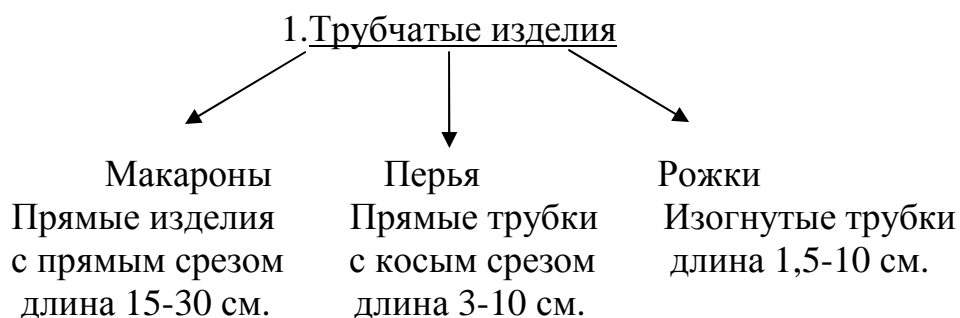 1.Трубчатые изделия
Макароны
Прямые изделия
с прямым срезом
длина 15-30 см.
Перья
Прямые трубки
с косым срезом
длина 3-10 см.
Рожки
Изогнутые трубки
длина 1,5-10 см.